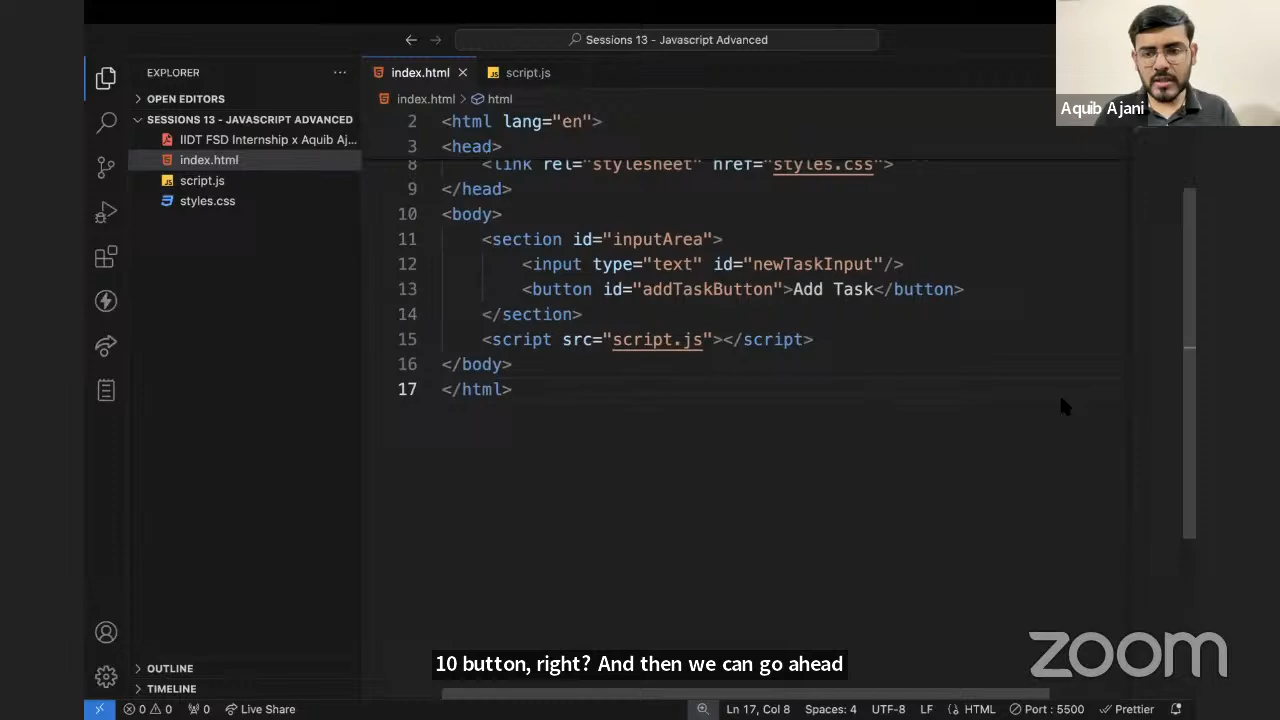 Sessions 13 - Javascript Advanced
Aquib Ajani
EXPLORER
index.html
script.js
OPEN EDITORS
index.html > html
SESSIONS 13 - JAVASCRIPT ADVANCED
IIDT FSD Internship x Aquib Aj...
index.html
script.js
styles.css
2 <html lang="en">
3 <head>
8 <link rel="stylesheet" href="styles.css">
9 </head>
10 <body>
11 <section id="inputArea">
12 <input type="text" id="newTaskInput"/>
13 <button id="addTaskButton">Add Task</button>
14 </section>
15 <script src="script.js"></script>
16 </body>
17 </html>
10 button, right? And then we can go ahead
zoom
OUTLINE
TIMELINE
0 0 0 Live Share Ln 17, Col 8 Spaces: 4 UTF-8 LF HTML Port : 5500 Prettier